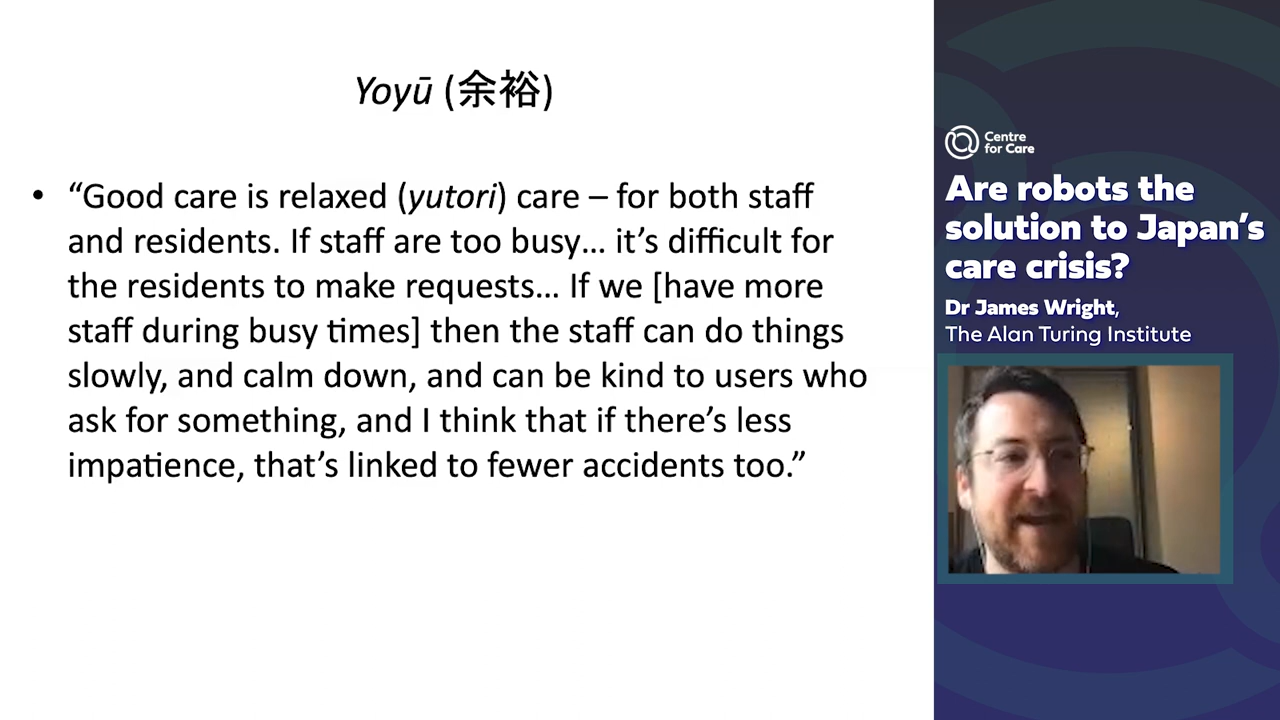 Yoyū (余裕)
• “Good care is relaxed (yutori) care – for both staff
and residents. If staff are too busy... it’s difficult for
the residents to make requests... If we [have more
staff during busy times] then the staff can do things
slowly, and calm down, and can be kind to users who
ask for something, and I think that if there’s less
impatience, that’s linked to fewer accidents too.”
Centre
for Care
Are robots the
solution to Japan’s
care crisis?
Dr James Wright,
The Alan Turing Institute